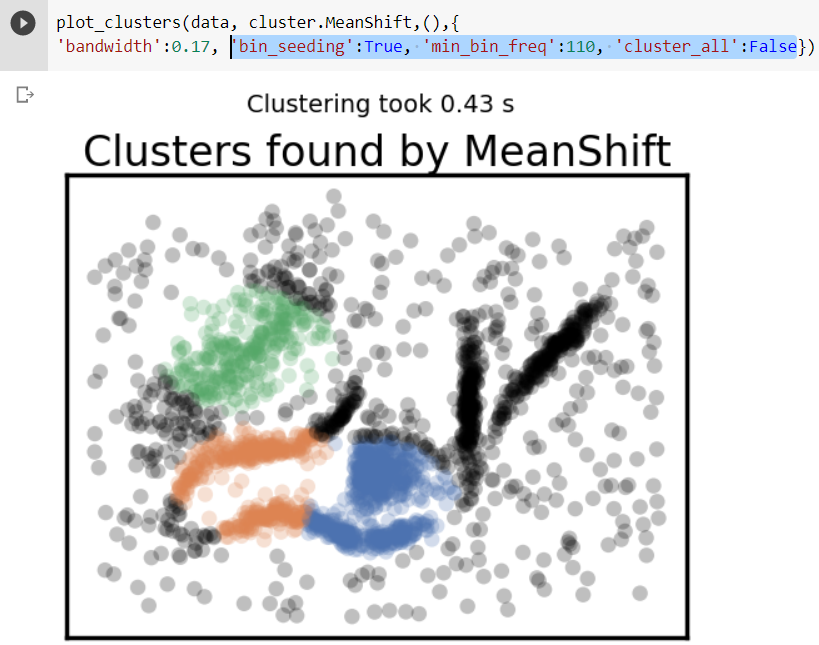 plot_clusters(data, cluster.MeanShift,(),{
'bandwidth':0.17, 'bin_seeding':True, 'min_bin_freq':110, 'cluster_all':False})
Clustering took 0.43 s
Clusters found by MeanShift